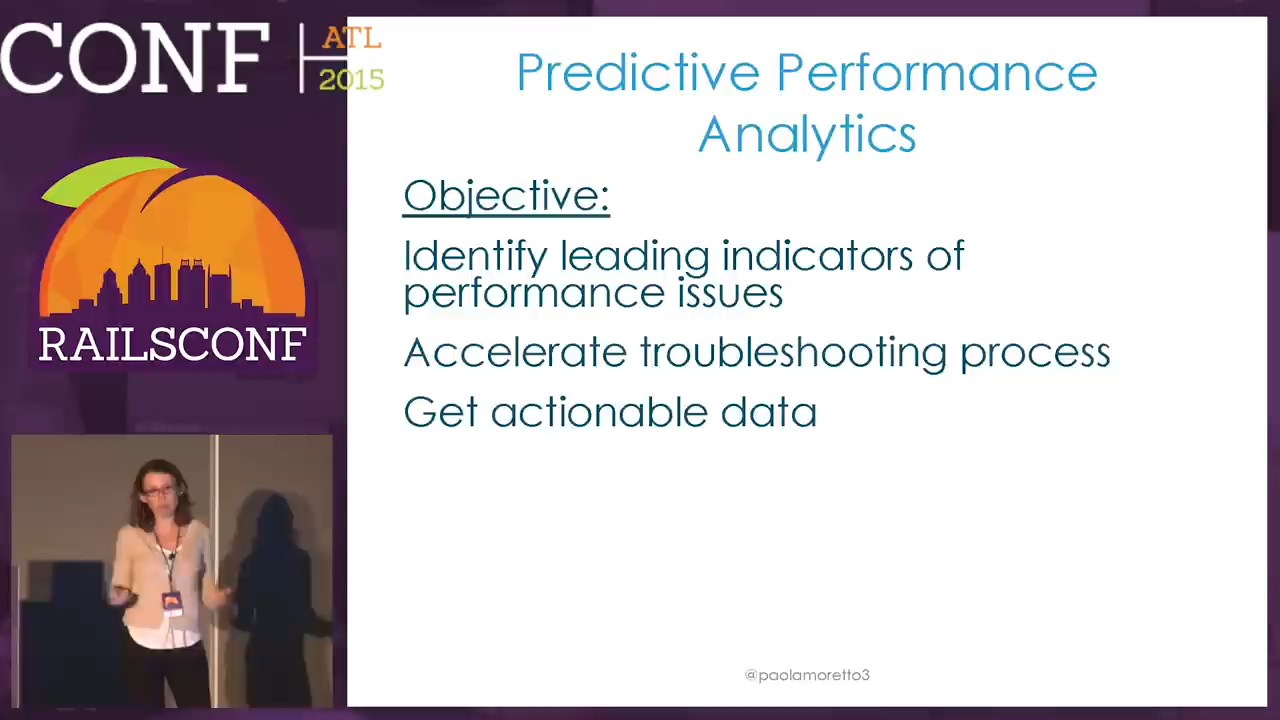 CONF
ATL
2015
RAILSCONF
Predictive Performance
Analytics
Objective:
Identify leading indicators of
performance issues
Accelerate troubleshooting process
Get actionable data
@paolamoretto3